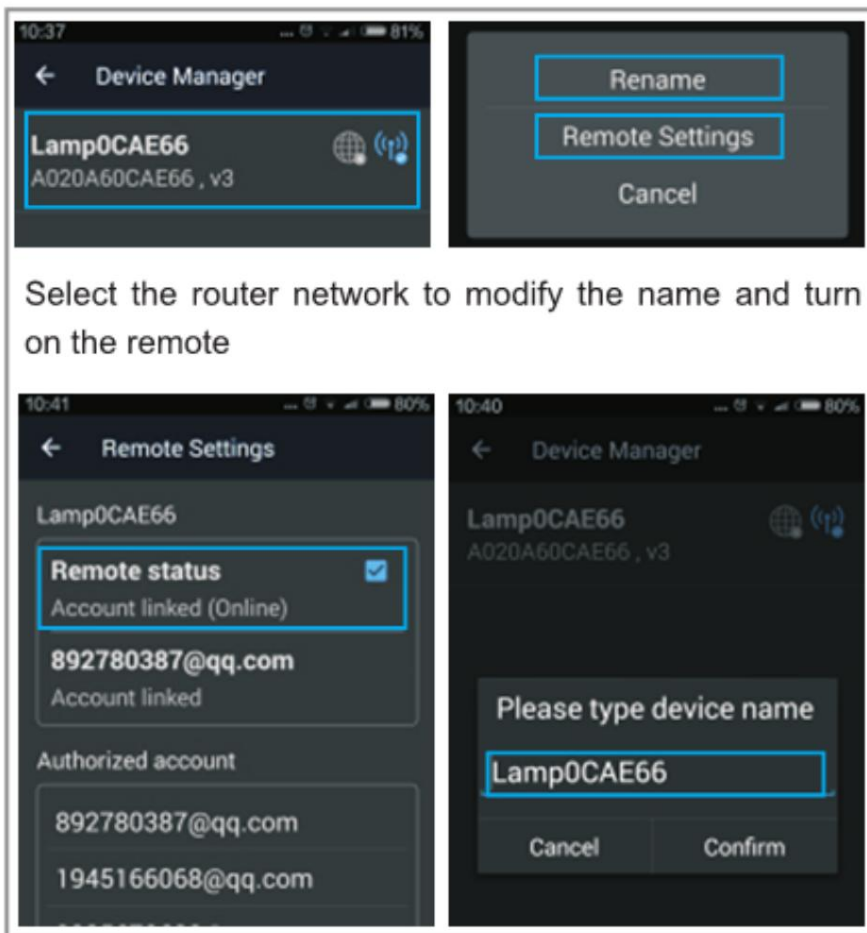 10:37
... 81%
Device Manager
Lamp0CAE66
A020A60CAE66 , v3
Rename
Remote Settings
Cancel
Select the router network to modify the name and turn
on the remote
10:41
... 80%
Remote Settings
Lamp0CAE66
Remote status
Account linked (Online)
892780387@qq.com
Account linked
Authorized account
892780387@qq.com
1945166068@qq.com
10:40
... 80%
Device Manager
Lamp0CAE66
A020A60CAE66 , v3
Please type device name
Lamp0CAE66
Cancel
Confirm